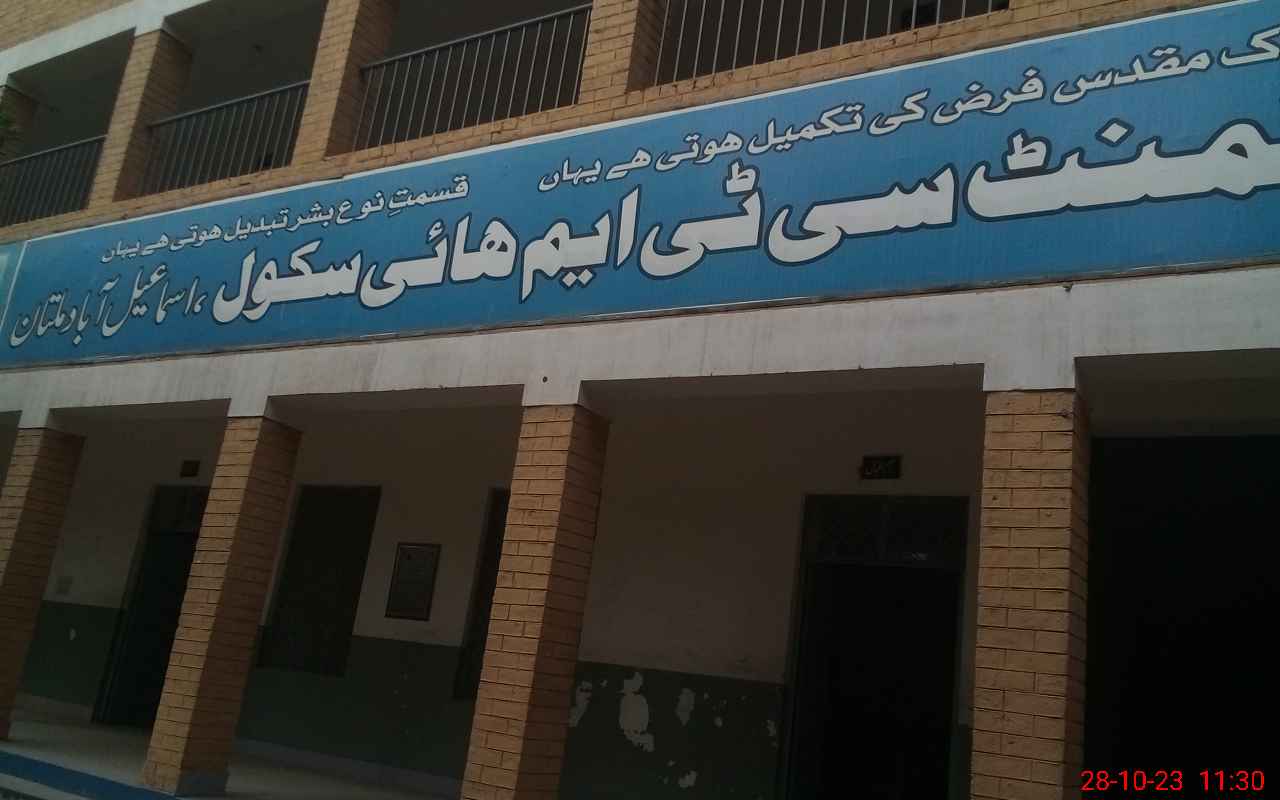 ک مقدس فرض کی تکمیل ہوتی ہے یہاں
قسمتِ نوع بشر تبدیل ہوتی ہے یہاں
منٹ سی ٹی ایم ہائی سکول، اسماعیل آباد ملتان
28-10-23 11:30